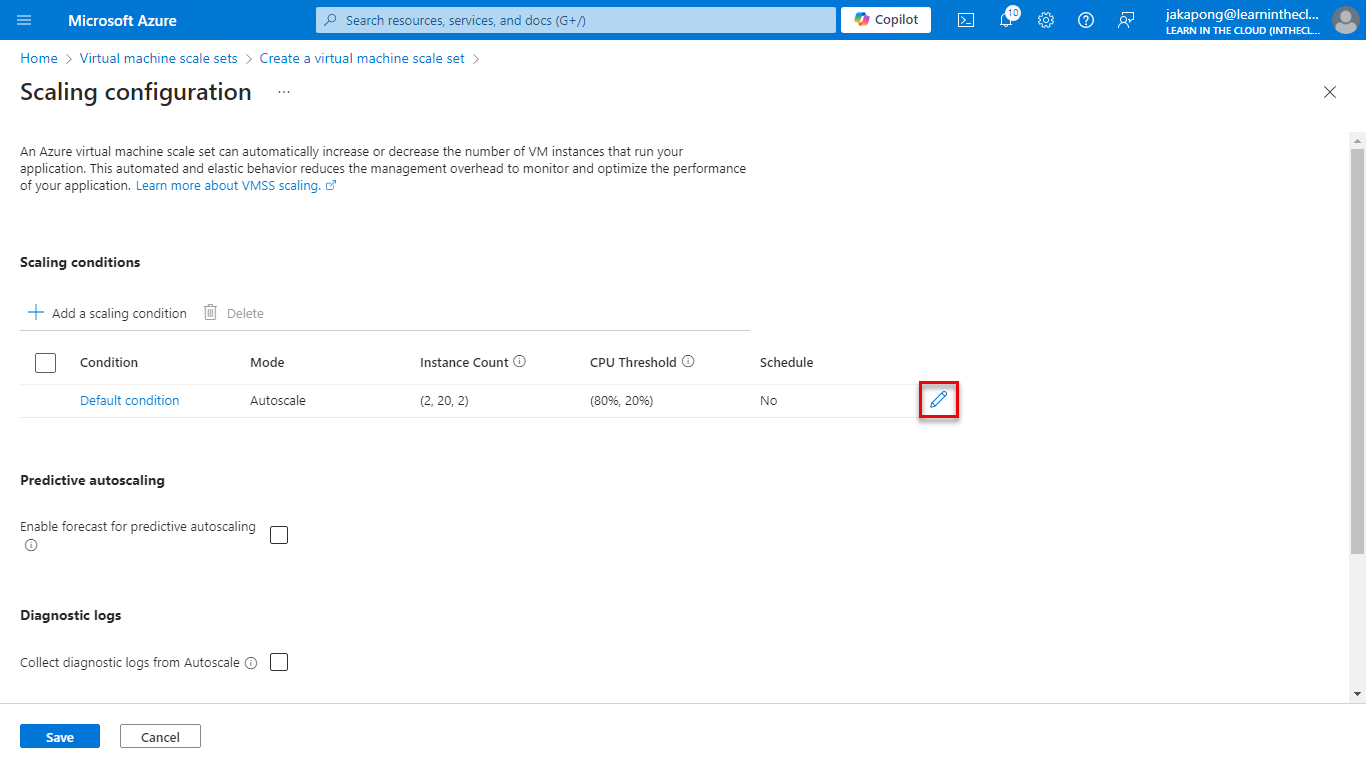 Microsoft Azure
Search resources, services, and docs (G+/)
Copilot
10
jakapong@learninthecl...
LEARN IN THE CLOUD (INTHECL...
Home > Virtual machine scale sets > Create a virtual machine scale set >
Scaling configuration ...
An Azure virtual machine scale set can automatically increase or decrease the number of VM instances that run your
application. This automated and elastic behavior reduces the management overhead to monitor and optimize the performance
of your application. Learn more about VMSS scaling.
Scaling conditions
Add a scaling condition Delete
Condition Mode Instance Count CPU Threshold Schedule
Default condition Autoscale (2, 20, 2) (80%, 20%) No
Predictive autoscaling
Enable forecast for predictive autoscaling
Diagnostic logs
Collect diagnostic logs from Autoscale
Save Cancel